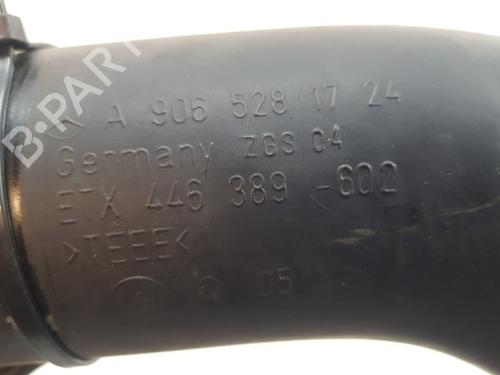 A 906 528 17 24
Germany ZGS 04
ETX 446 389 -602
>TEEE<
05
B-PARTS